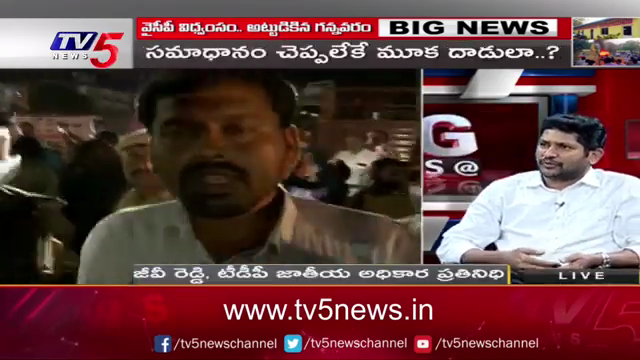 TV5
NEWS
వైసీపీ విధ్వంసం.. అట్టుడికిన గన్నవరం
BIG NEWS
సమాధానం చెప్పలేకే మూక దాడులా..?
S @
జీవీ రెడ్డి, టీడీపీ జాతీయ అధికార ప్రతినిధి
LIVE
www.tv5news.in
/tv5newschannel
/tv5newschannel
/tv5newschannel